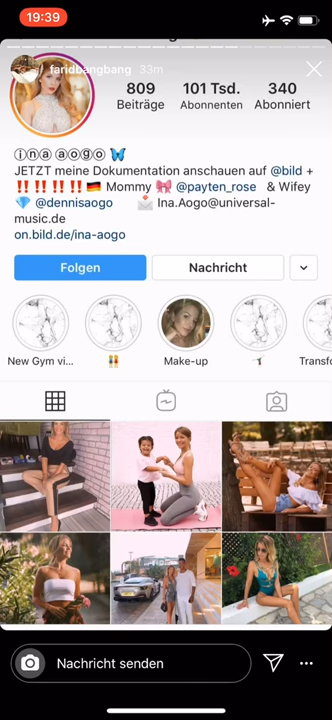 19:39
faridbangbang 33m
809
101 Tsd.
340
Beiträge
Abonnenten
Abonniert
ⓘⓝⓐ ⓐⓞⓖⓞ 🦋
JETZT meine Dokumentation anschauen auf @bild +
‼️‼️‼️‼️🇩🇪 Mommy 🎀 @payten_rose & Wifey
💎 @dennisaogo 📩 Ina.Aogo@universal-
music.de
on.bild.de/ina-aogo
Folgen
Nachricht
New Gym vi...
Make-up
Transfo
Nachricht senden